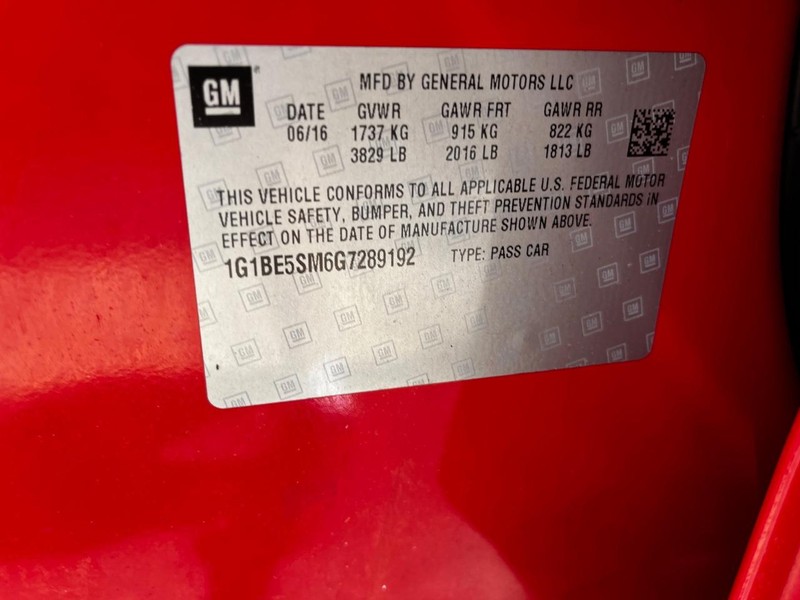 GM
MFD BY GENERAL MOTORS LLC
DATE GVWR GAWR FRT GAWR RR
06/16 1737 KG 915 KG 822 KG
3829 LB 2016 LB 1813 LB
THIS VEHICLE CONFORMS TO ALL APPLICABLE U.S. FEDERAL MOTOR
VEHICLE SAFETY, BUMPER, AND THEFT PREVENTION STANDARDS IN
EFFECT ON THE DATE OF MANUFACTURE SHOWN ABOVE.
1G1BE5SM6G7289192 TYPE: PASS CAR